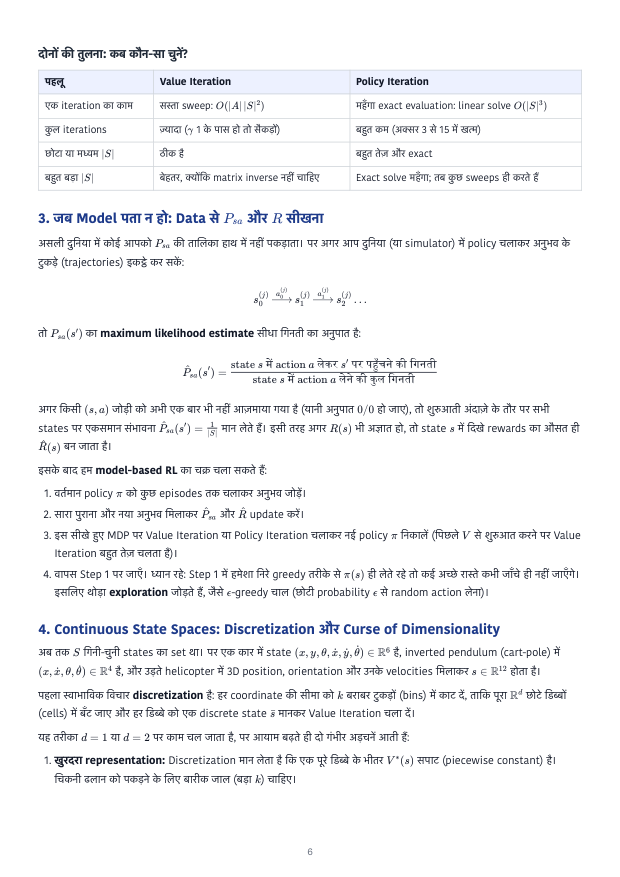 दोनों की तुलना: कब कौन-सा चुनें?
पहलू Value Iteration Policy Iteration
एक iteration का काम सस्ता sweep: O(|A| |S|²) महँगा exact evaluation: linear solve O(|S|³)
कुल iterations ज्यादा (γ 1 के पास हो तो सैकड़ों) बहुत कम (अक्सर 3 से 15 में खत्म)
छोटा या मध्यम |S| ठीक है बहुत तेज और exact
बहुत बड़ा |S| बेहतर, क्योंकि matrix inverse नहीं चाहिए Exact solve महँगा; तब कुछ sweeps ही करते हैं
3. जब Model पता न हो: Data से P_{sa} और R सीखना
असली दुनिया में कोई आपको P_{sa} की तालिका हाथ में नहीं पकड़ाता। पर अगर आप दुनिया (या simulator) में policy चलाकर अनुभव के
टुकड़े (trajectories) इकट्ठे कर सकें:
s_0^{(j)} \xrightarrow{a_0^{(j)}} s_1^{(j)} \xrightarrow{a_1^{(j)}} s_2^{(j)} ...
तो P_{sa}(s′) का maximum likelihood estimate सीधा गिनती का अनुपात है:
P̂_{sa}(s′) = \frac{state s में action a लेकर s′ पर पहुँचने की गिनती}{state s में action a लेने की कुल गिनती}
अगर किसी (s, a) जोड़ी को अभी एक बार भी नहीं आज़माया गया है (यानी अनुपात 0/0 हो जाए), तो शुरुआती अंदाज़े के तौर पर सभी
states पर एकसमान संभावना P̂_{sa}(s′) = \frac{1}{|S|} मान लेते हैं। इसी तरह अगर R(s) भी अज्ञात हो, तो state s में दिखे rewards का औसत ही
R̂(s) बन जाता है।
इसके बाद हम model-based RL का चक्र चला सकते हैं:
1. वर्तमान policy π को कुछ episodes तक चलाकर अनुभव जोड़ें।
2. सारा पुराना और नया अनुभव मिलाकर P̂_{sa} और R̂ update करें।
3. इस सीखे हुए MDP पर Value Iteration या Policy Iteration चलाकर नई policy π निकालें (पिछले V से शुरुआत करने पर Value
Iteration बहुत तेज़ चलता है)।
4. वापस Step 1 पर जाएँ। ध्यान रहे: Step 1 में हमेशा निरे greedy तरीके से π(s) ही लेते रहे तो कई अच्छे रास्ते कभी जाँचे ही नहीं जाएँगे।
इसलिए थोड़ा exploration जोड़ते हैं, जैसे ϵ-greedy चाल (छोटी probability ϵ से random action लेना)।
4. Continuous State Spaces: Discretization और Curse of Dimensionality
अब तक S गिनी-चुनी states का set था। पर एक कार में state (x, y, θ, ẋ, ẏ, θ̇) ∈ ℝ⁶ है, inverted pendulum (cart-pole) में
(x, ẋ, θ, θ̇) ∈ ℝ⁴ है, और उड़ते helicopter में 3D position, orientation और उनके velocities मिलाकर s ∈ ℝ¹² होता है।
पहला स्वाभाविक विचार discretization है: हर coordinate की सीमा को k बराबर टुकड़ों (bins) में काट दें, ताकि पूरा ℝᵈ छोटे डिब्बों
(cells) में बँट जाए और हर डिब्बे को एक discrete state s̄ मानकर Value Iteration चला दें।
यह तरीका d = 1 या d = 2 पर काम चल जाता है, पर आयाम बढ़ते ही दो गंभीर अड़चनें आती हैं:
1. खुरदरा representation: Discretization मान लेता है कि एक पूरे डिब्बे के भीतर V*(s) सपाट (piecewise constant) है।
चिकनी ढलान को पकड़ने के लिए बारीक जाल (बड़ा k) चाहिए।
6